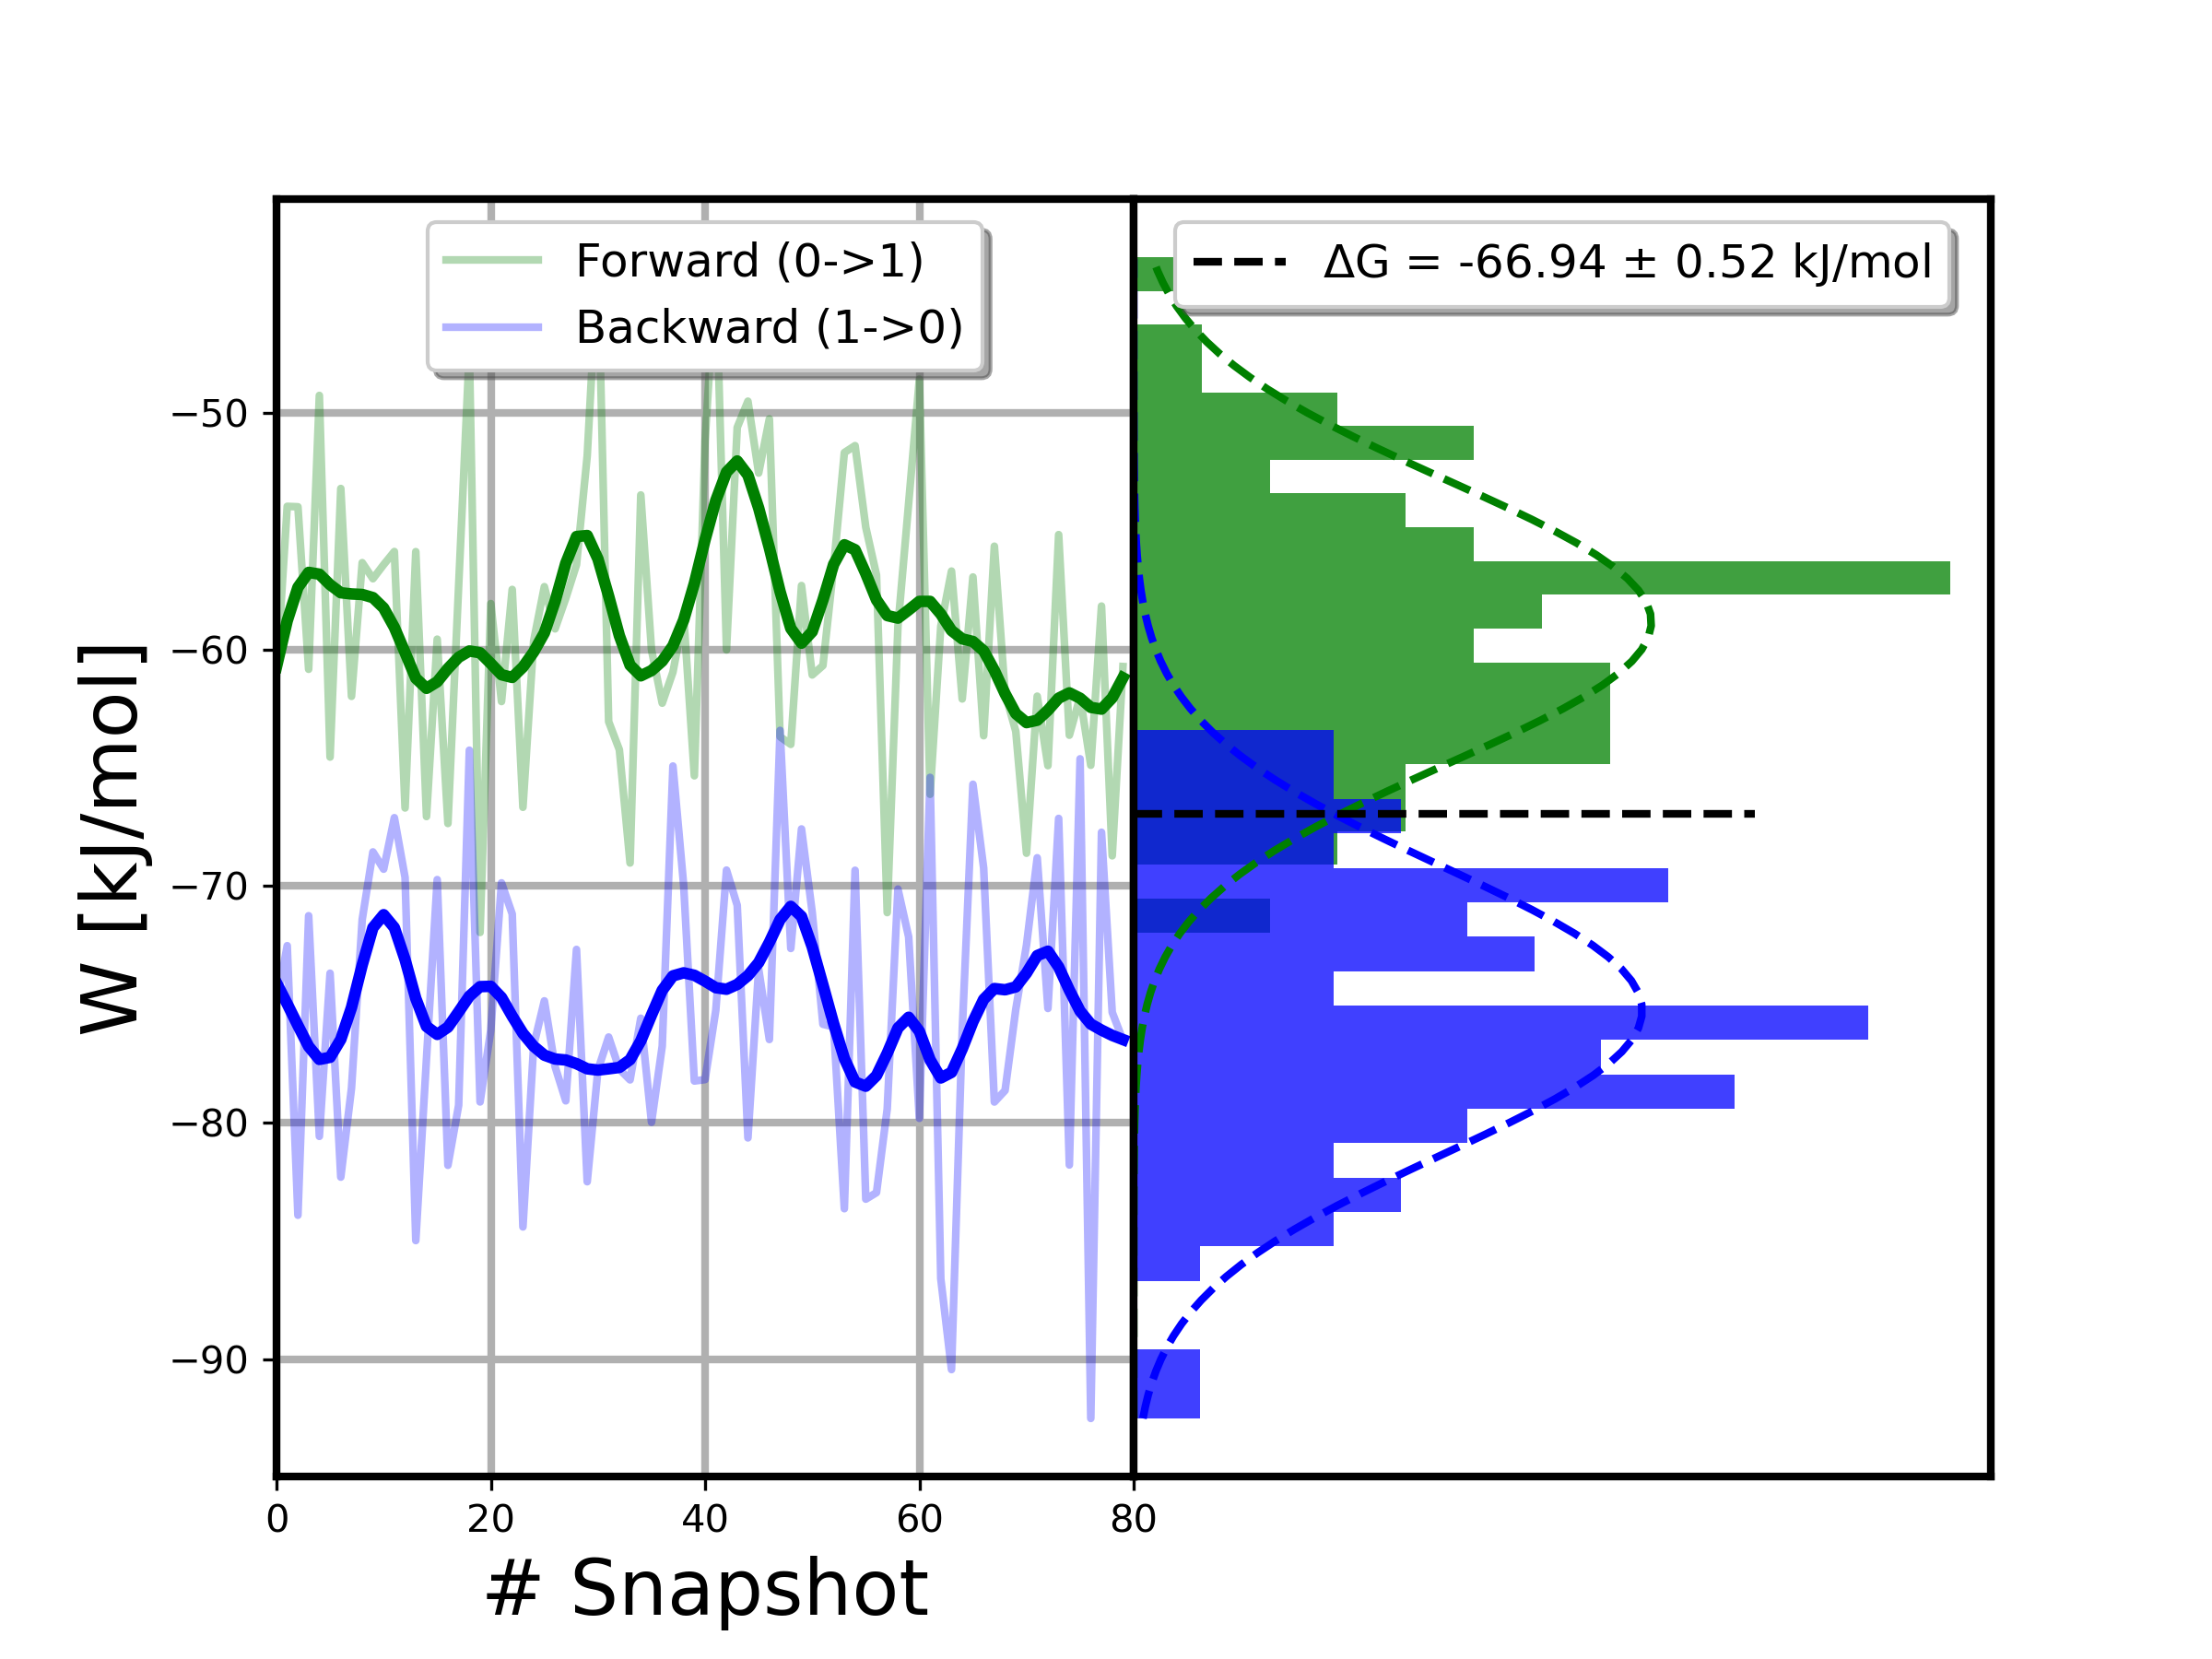 Forward (0->1)
Backward (1->0)
ΔG = -66.94 ± 0.52 kJ/mol
W [kJ/mol]
−50
−60
−70
−80
−90
0 20 40 60 80
# Snapshot